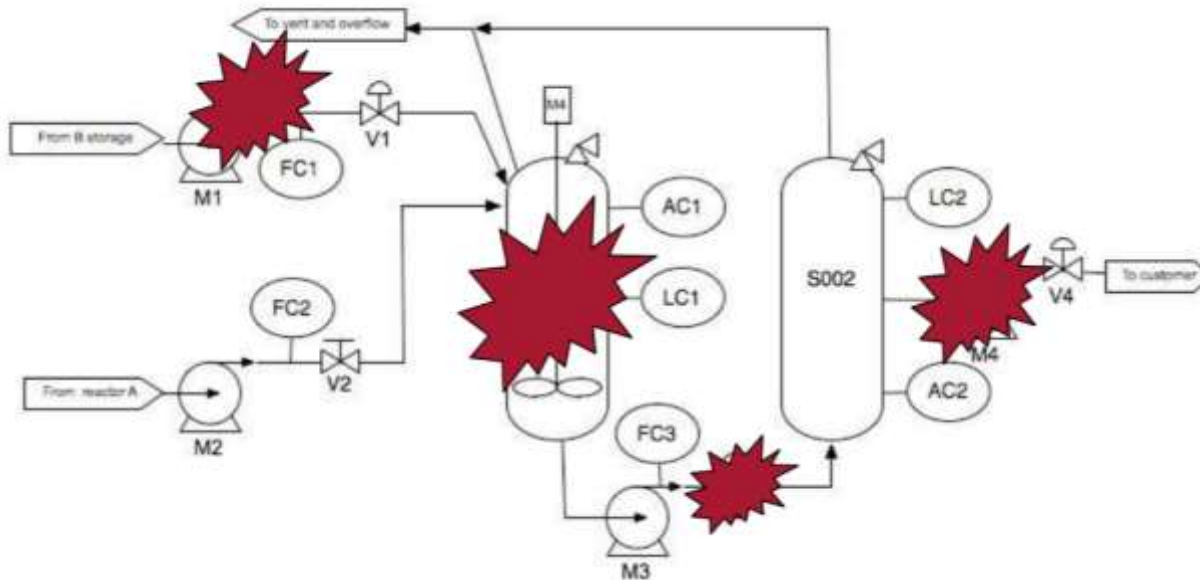 To vent and overflow
M4
From B storage
V1
FC1
M1
AC1
LC2
S002
FC2
LC1
To customer
V4
V2
M4
From reactor A
AC2
M2
FC3
M3